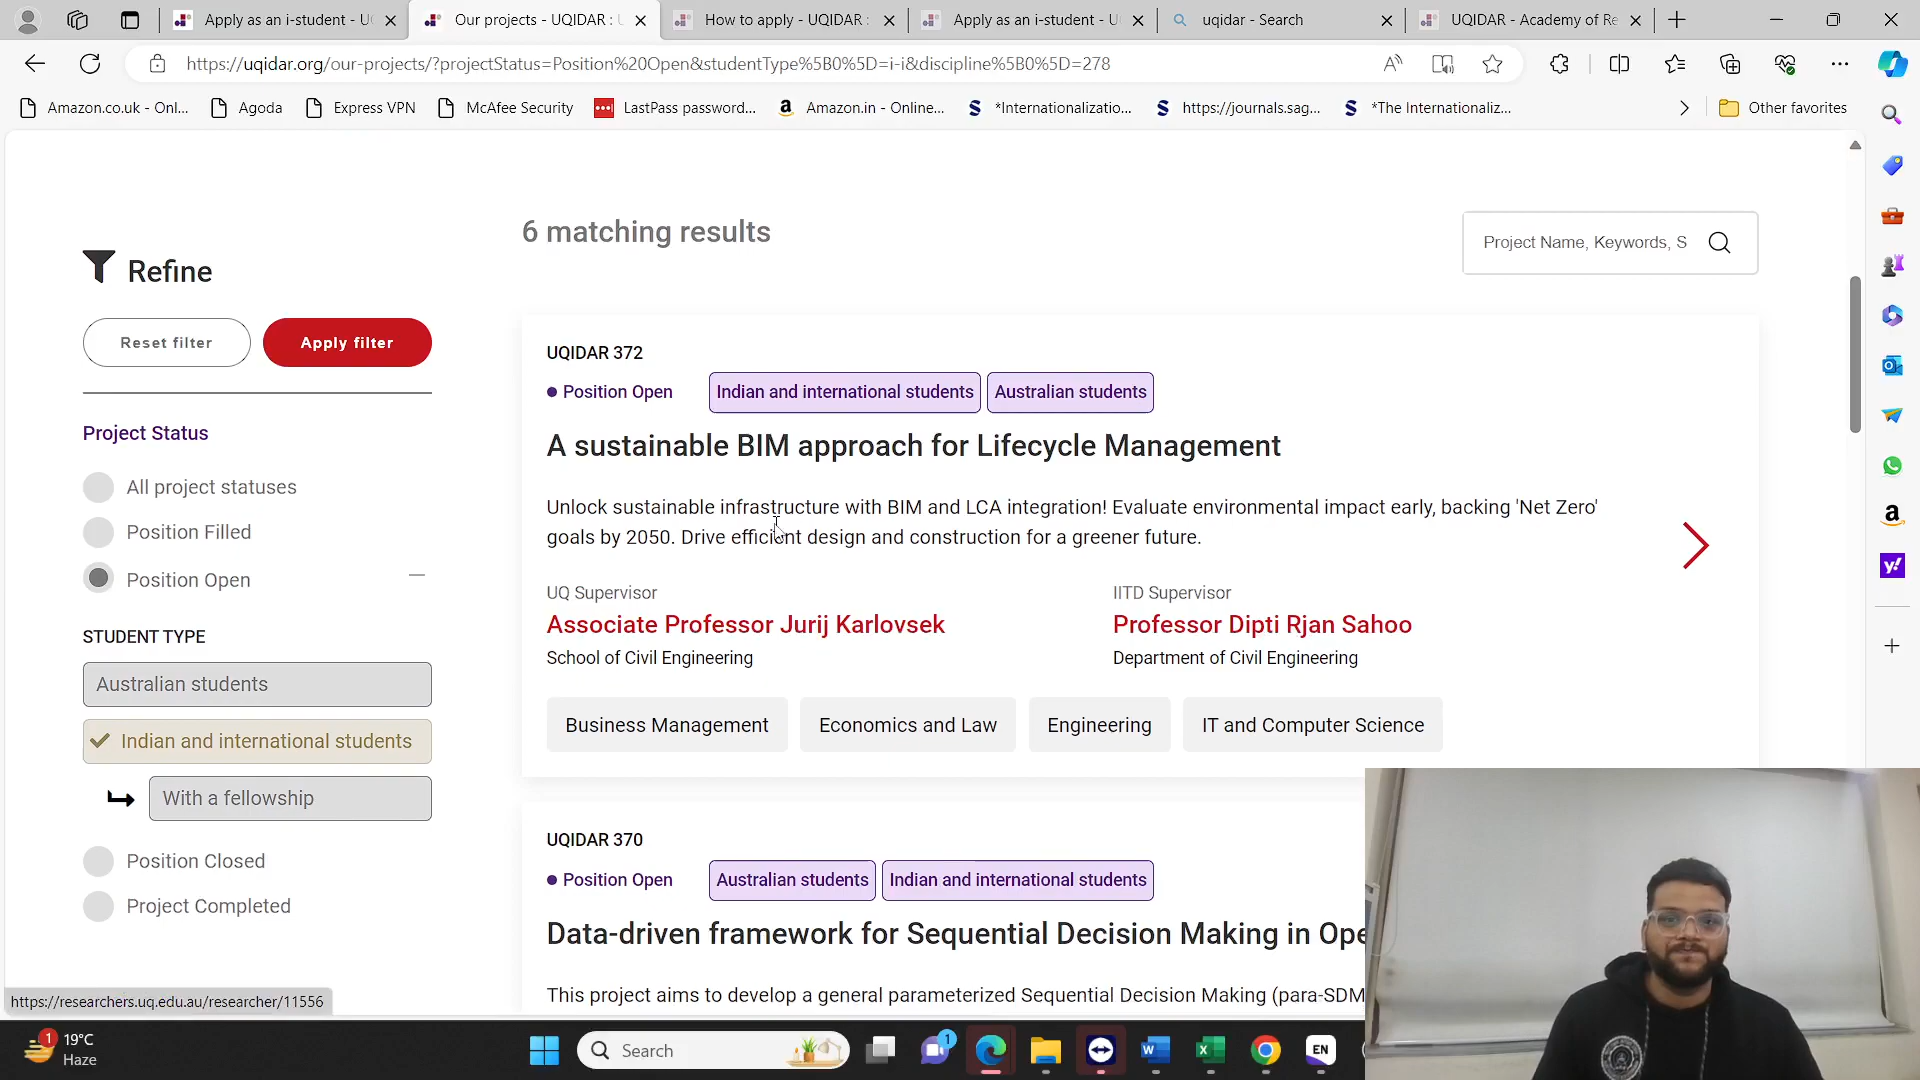 Apply as an i-student - U
Our projects - UQIDAR :
How to apply - UQIDAR :
Apply as an i-student - U
uqidar - Search
UQIDAR - Academy of Re
https://uqidar.org/our-projects/?projectStatus=Position%20Open&studentType%5B0%5D=i-i&discipline%5B0%5D=278
Amazon.co.uk - Onl...
Agoda
Express VPN
McAfee Security
LastPass password...
Amazon.in - Online...
*Internationalizatio...
https://journals.sag...
*The Internationaliz...
Other favorites
Refine
Reset filter
Apply filter
Project Status
All project statuses
Position Filled
Position Open
STUDENT TYPE
Australian students
Indian and international students
With a fellowship
Position Closed
Project Completed
6 matching results
Project Name, Keywords, S
UQIDAR 372
Position Open
Indian and international students
Australian students
A sustainable BIM approach for Lifecycle Management
Unlock sustainable infrastructure with BIM and LCA integration! Evaluate environmental impact early, backing 'Net Zero'
goals by 2050. Drive efficient design and construction for a greener future.
UQ Supervisor
Associate Professor Jurij Karlovsek
School of Civil Engineering
IITD Supervisor
Professor Dipti Rjan Sahoo
Department of Civil Engineering
Business Management
Economics and Law
Engineering
IT and Computer Science
UQIDAR 370
Position Open
Australian students
Indian and international students
Data-driven framework for Sequential Decision Making in Ope
This project aims to develop a general parameterized Sequential Decision Making (para-SDM
https://researchers.uq.edu.au/researcher/11556
1
19°C
Haze
Search
1
EN